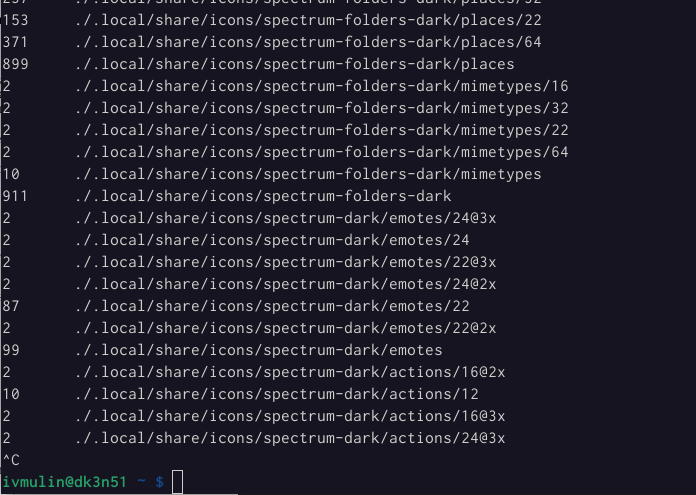 153 ./.local/share/icons/spectrum-folders-dark/places/22
371 ./.local/share/icons/spectrum-folders-dark/places/64
899 ./.local/share/icons/spectrum-folders-dark/places
2 ./.local/share/icons/spectrum-folders-dark/mimetypes/16
2 ./.local/share/icons/spectrum-folders-dark/mimetypes/32
2 ./.local/share/icons/spectrum-folders-dark/mimetypes/22
2 ./.local/share/icons/spectrum-folders-dark/mimetypes/64
10 ./.local/share/icons/spectrum-folders-dark/mimetypes
911 ./.local/share/icons/spectrum-folders-dark
2 ./.local/share/icons/spectrum-dark/emotes/24@3x
2 ./.local/share/icons/spectrum-dark/emotes/24
2 ./.local/share/icons/spectrum-dark/emotes/22@3x
2 ./.local/share/icons/spectrum-dark/emotes/24@2x
87 ./.local/share/icons/spectrum-dark/emotes/22
2 ./.local/share/icons/spectrum-dark/emotes/22@2x
99 ./.local/share/icons/spectrum-dark/emotes
2 ./.local/share/icons/spectrum-dark/actions/16@2x
10 ./.local/share/icons/spectrum-dark/actions/12
2 ./.local/share/icons/spectrum-dark/actions/16@3x
2 ./.local/share/icons/spectrum-dark/actions/24@3x
^C
ivmulin@dk3n51 ~ $